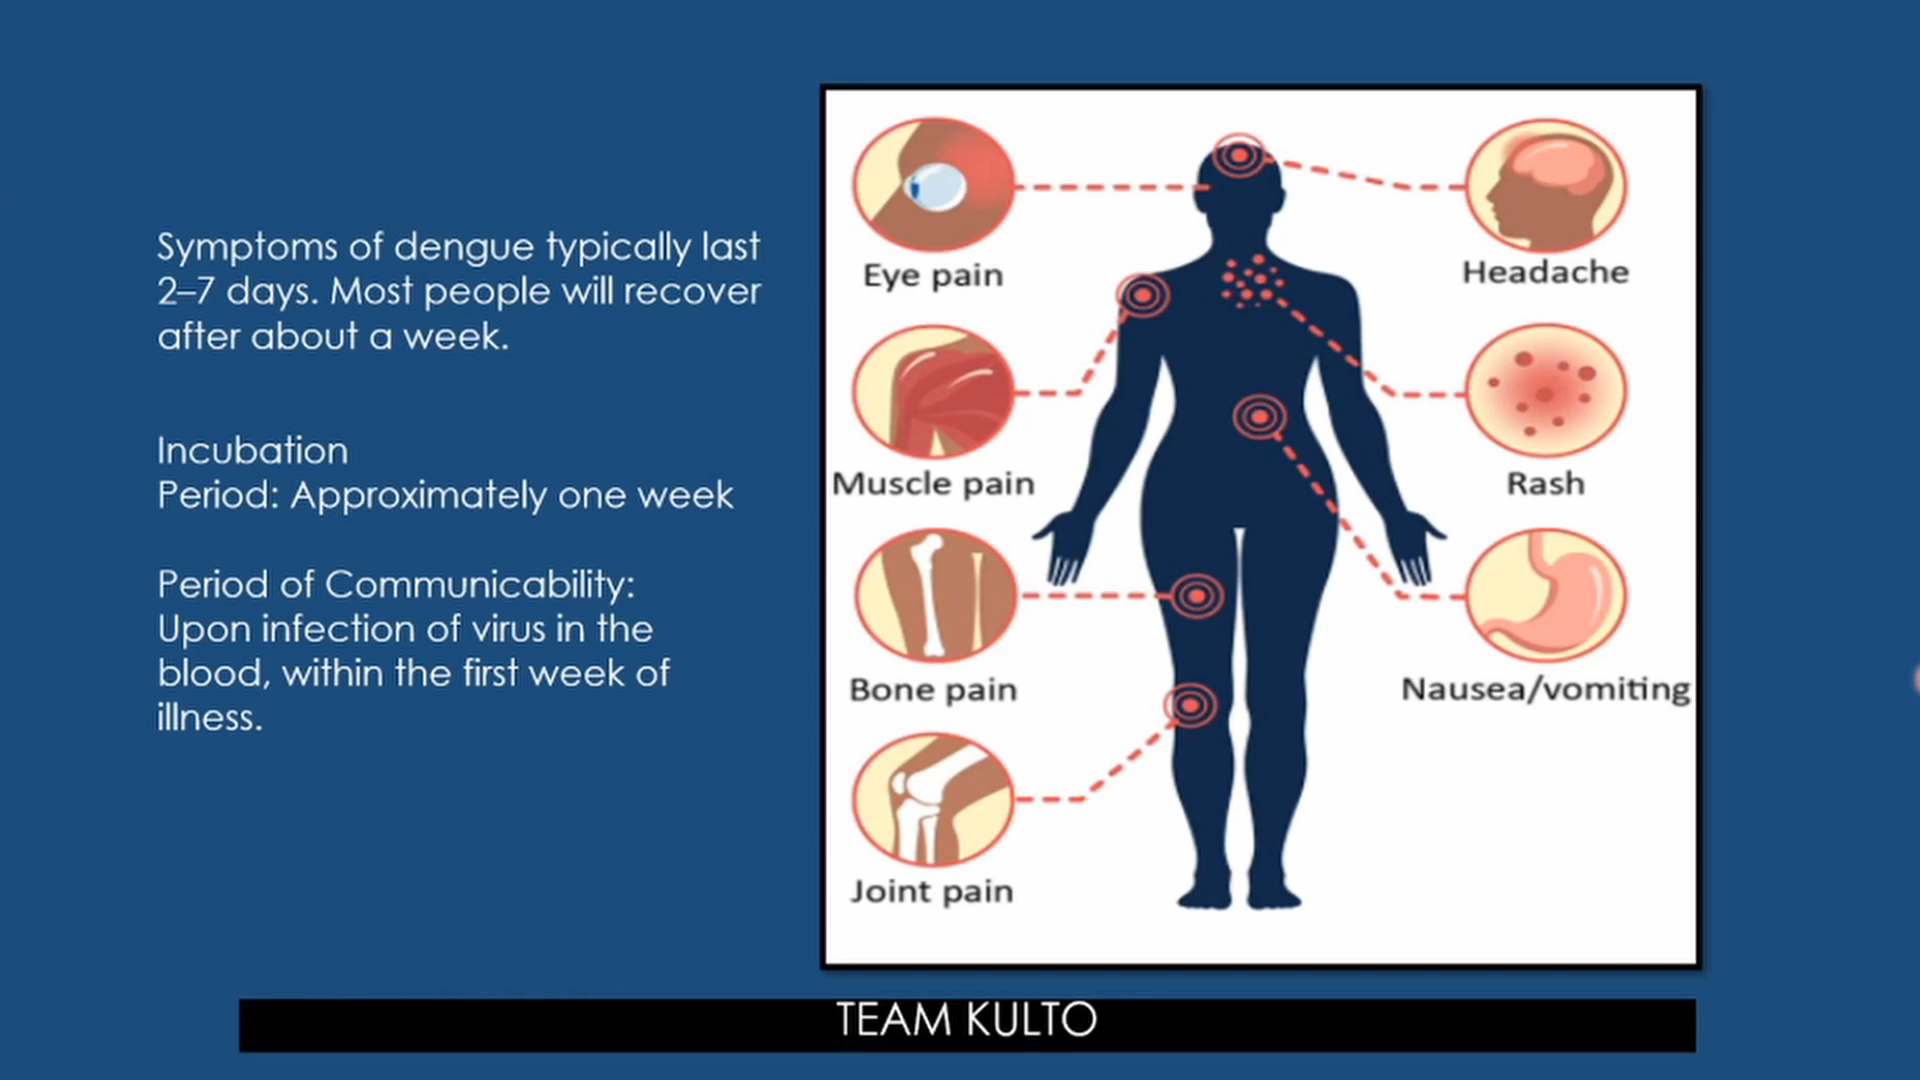 Symptoms of dengue typically last
2–7 days. Most people will recover
after about a week.
Incubation
Period: Approximately one week
Period of Communicability:
Upon infection of virus in the
blood, within the first week of
illness.
Eye pain
Headache
Muscle pain
Rash
Bone pain
Nausea/vomiting
Joint pain
TEAM KULTO